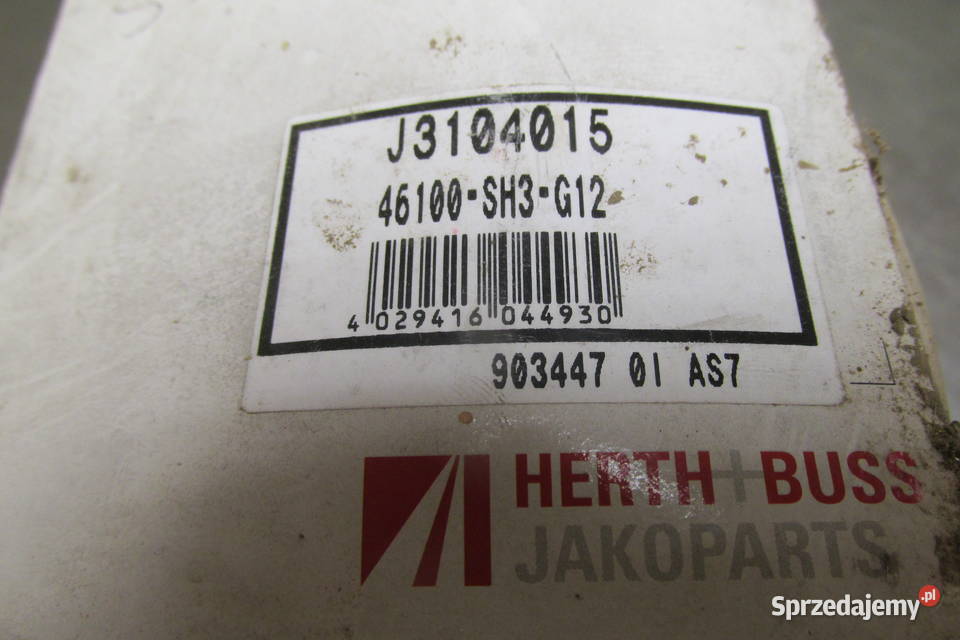 J3104015
46100-SH3-G12
4 029416 044930
903447 01 AS7
HERTH+BUSS
JAKOPARTS
Sprzedajemy.pl